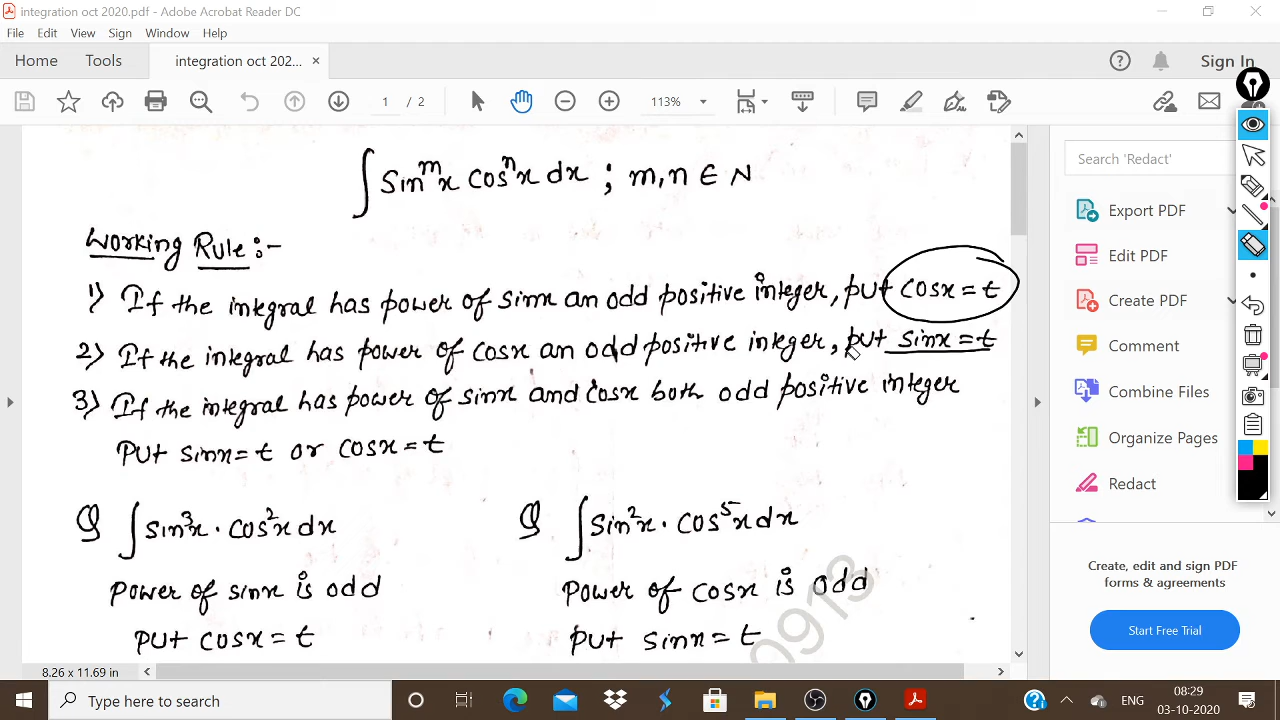 integration oct 2020.pdf - Adobe Acrobat Reader DC
File Edit View Sign Window Help
Home Tools integration oct 202... × Sign In
1 / 2 113%
∫ Sin^m x Cos^n x dx ; m,n ∈ N
Working Rule:-
1) If the integral has power of sinx an odd positive integer, put cosx = t
2) If the integral has power of cosx an odd positive integer, put sinx = t
3) If the integral has power of sinx and cosx both odd positive integer
Put sinx = t or cosx = t
Q ∫ sin³x · cos²x dx
Power of sinx is odd
Put cosx = t
Q ∫ sin²x · cos⁵x dx
Power of cosx is odd
Put sinx = t
0913
8.26 x 11.69 in
Search 'Redact'
Export PDF
Edit PDF
Create PDF
Comment
Combine Files
Organize Pages
Redact
Create, edit and sign PDF
forms & agreements
Start Free Trial
Type here to search
ENG
08:29
03-10-2020